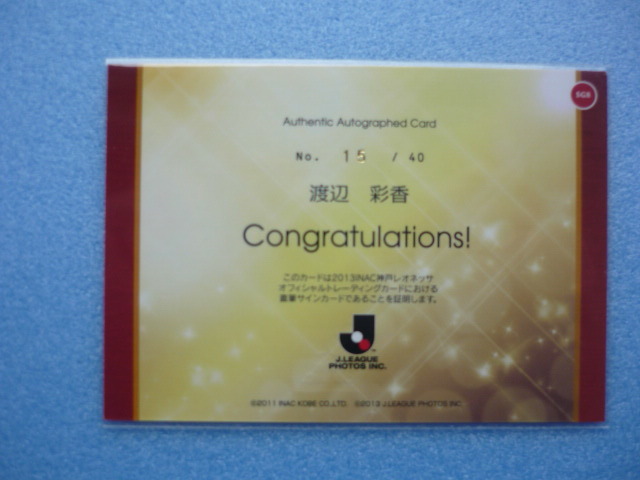 SG8
Authentic Autographed Card
No. 15 / 40
渡辺 彩香
Congratulations!
このカードは2013INAC神戸レオネッサ
オフィシャルトレーディングカードにおける
直筆サインカードであることを証明します。
J.LEAGUE
PHOTOS INC.
©2011 INAC KOBE CO.,LTD. ©2013 J.LEAGUE PHOTOS INC.